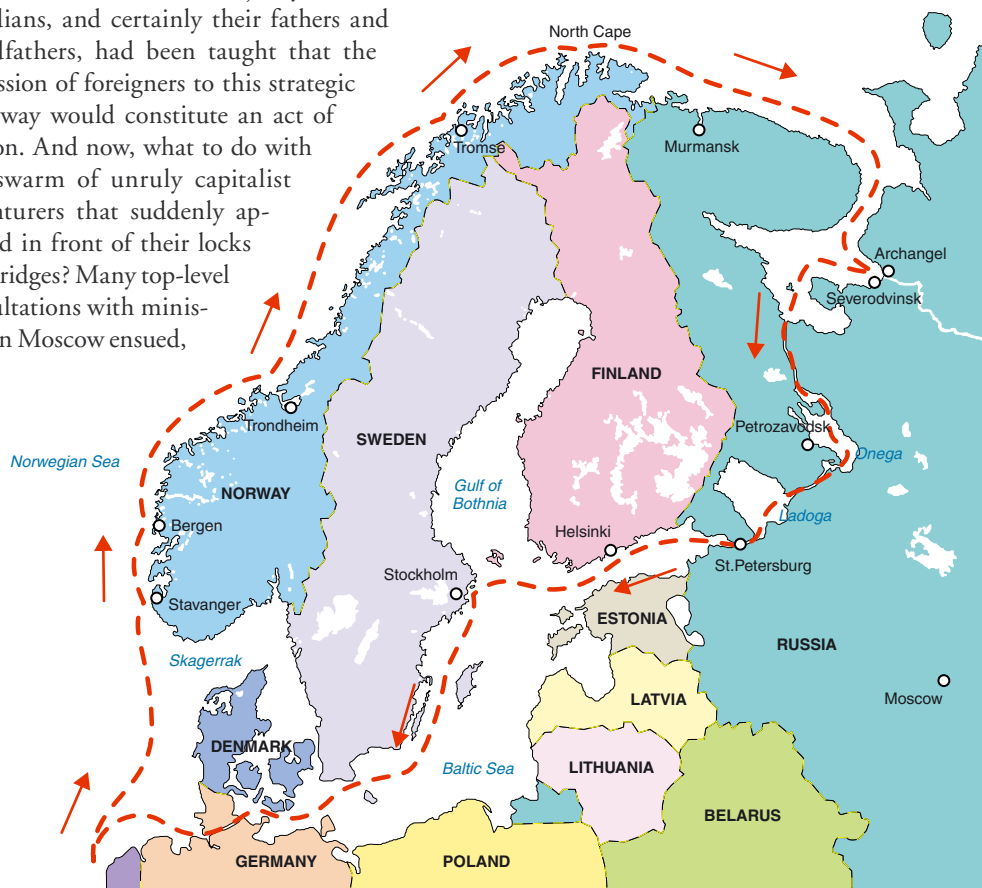 lians, and certainly their fathers and
dfathers, had been taught that the
ssion of foreigners to this strategic
way would constitute an act of
on. And now, what to do with
swarm of unruly capitalist
nturers that suddenly ap-
d in front of their locks
ridges? Many top-level
ultations with minis-
n Moscow ensued,
North Cape
Tromsø
Murmansk
Archangel
Severodvinsk
FINLAND
Petrozavodsk
Trondheim
SWEDEN
Norwegian Sea
Onega
NORWAY
Gulf of
Bothnia
Ladoga
Bergen
Helsinki
St.Petersburg
Stockholm
Stavanger
ESTONIA
RUSSIA
Skagerrak
LATVIA
Moscow
DENMARK
Baltic Sea
LITHUANIA
BELARUS
GERMANY
POLAND